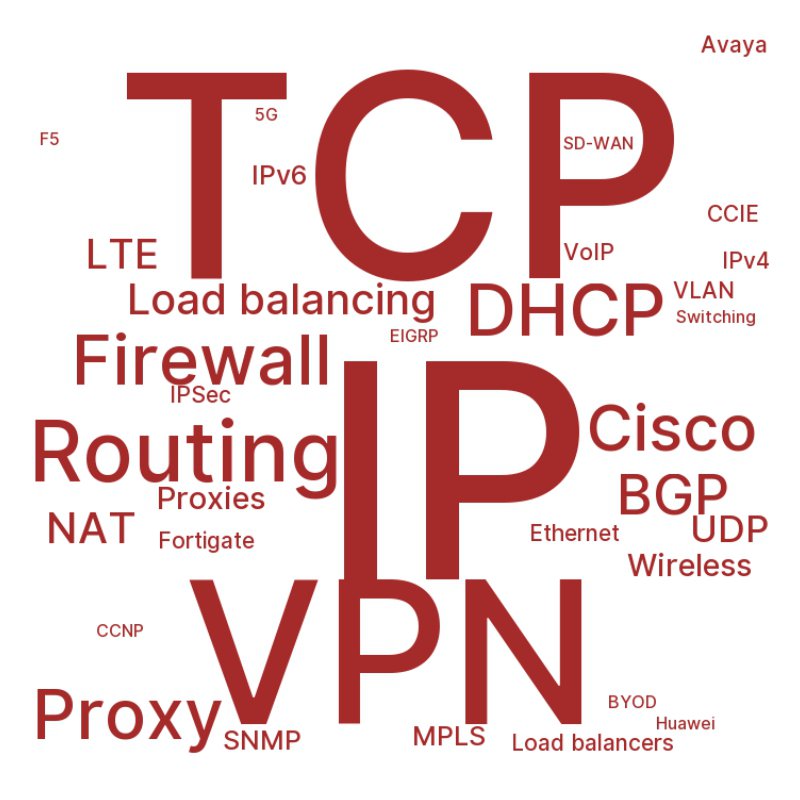 Avaya
TCP
5G
F5
SD-WAN
IPv6
CCIE
LTE
VoIP
IPv4
VLAN
Load balancing
DHCP
Switching
EIGRP
Firewall
IPSec
IP
Cisco
Routing
BGP
Proxies
NAT
UDP
Ethernet
Fortigate
Wireless
VPN
CCNP
BYOD
Proxy
Huawei
MPLS
SNMP
Load balancers